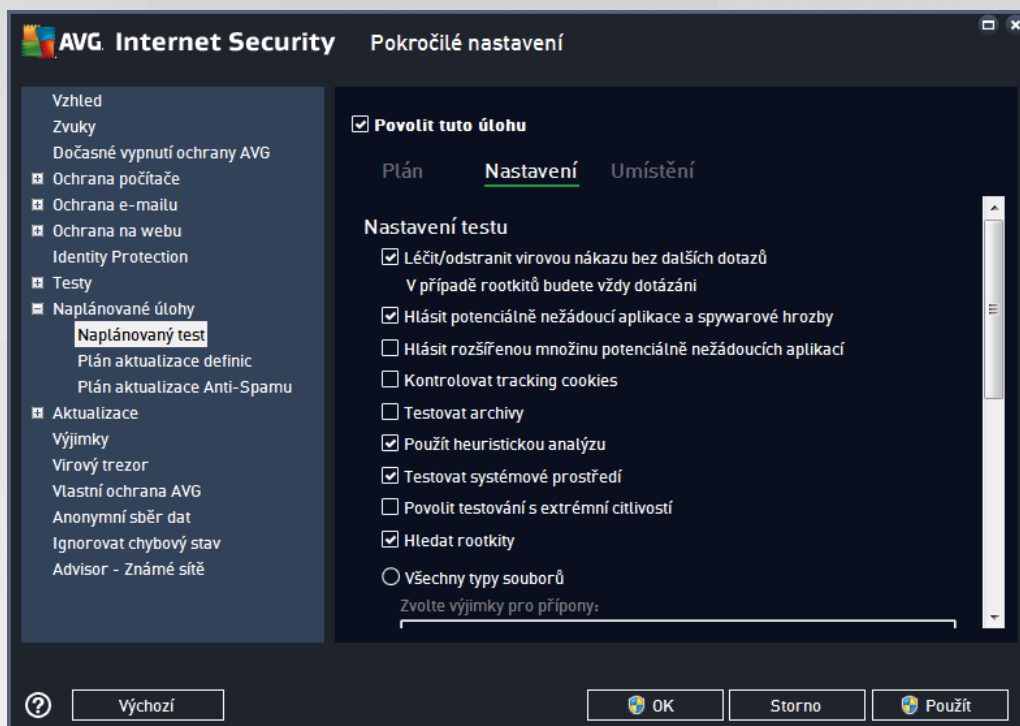 AVG. Internet Security Pokročilé nastavení
Vzhled
Zvuky
Dočasné vypnutí ochrany AVG
Ochrana počítače
Ochrana e-mailu
Ochrana na webu
Identity Protection
Testy
Naplánované úlohy
Naplánovaný test
Plán aktualizace definic
Plán aktualizace Anti-Spamu
Aktualizace
Výjimky
Virový trezor
Vlastní ochrana AVG
Anonymní sběr dat
Ignorovat chybový stav
Advisor - Známé sítě
Povolit tuto úlohu
Plán Nastavení Umístění
Nastavení testu
Léčit/odstranit virovou nákazu bez dalších dotazů
V případě rootkitů budete vždy dotázáni
Hlásit potenciálně nežádoucí aplikace a spywarové hrozby
Hlásit rozšířenou množinu potenciálně nežádoucích aplikací
Kontrolovat tracking cookies
Testovat archivy
Použít heuristickou analýzu
Testovat systémové prostředí
Povolit testování s extrémní citlivostí
Hledat rootkity
Všechny typy souborů
Zvolte výjimky pro přípony:
? Výchozí OK Storno Použít